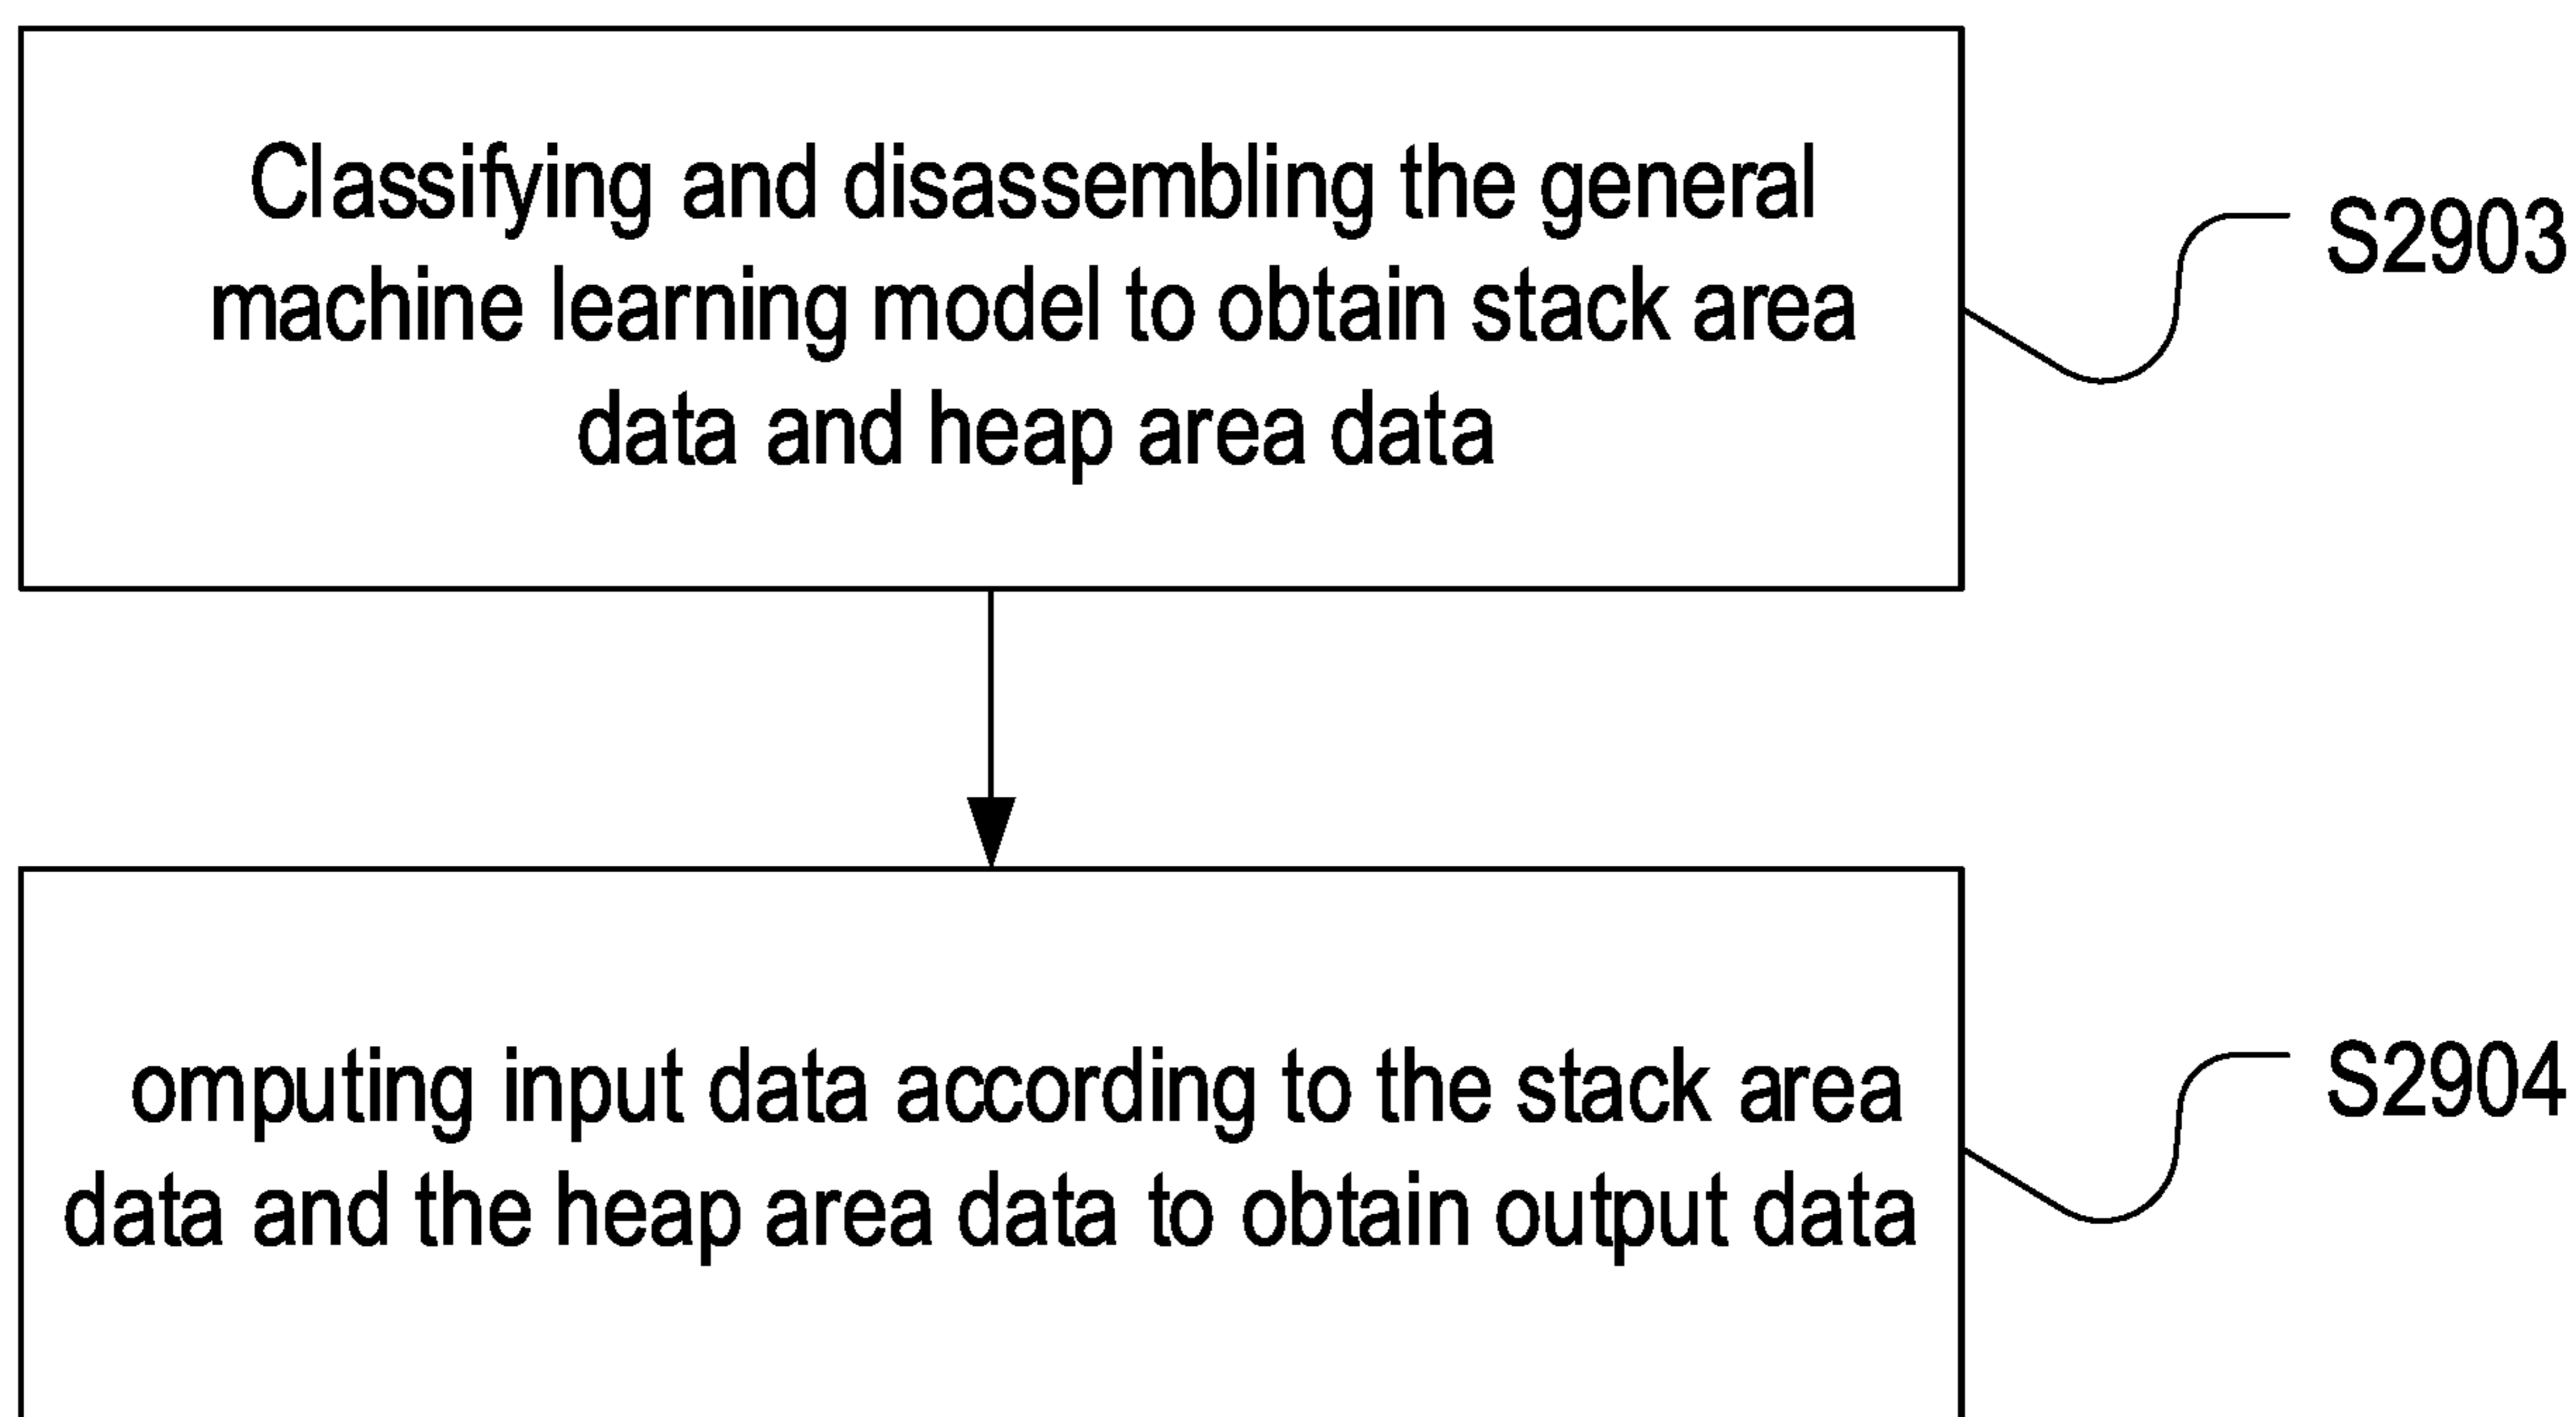 Classifying and disassembling the general
machine learning model to obtain stack area
data and heap area data
S2903
omputing input data according to the stack area
data and the heap area data to obtain output data
S2904